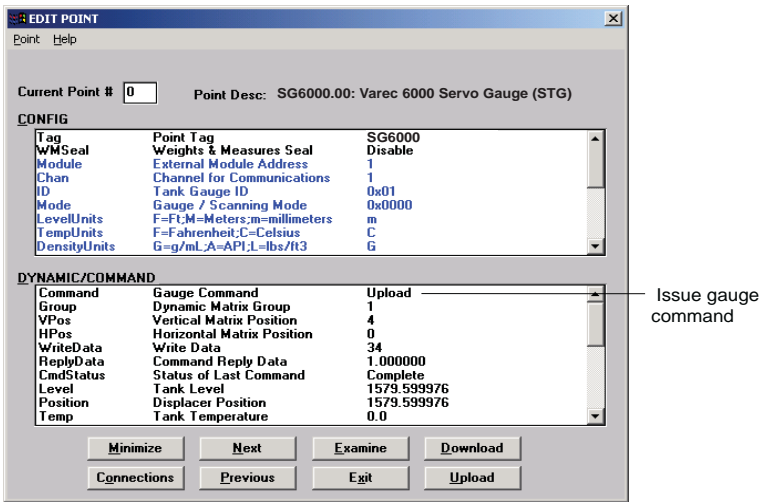 EDIT POINT
Point Help
Current Point # 0 Point Desc: SG6000.00: Varec 6000 Servo Gauge (STG)
CONFIG
Tag Point Tag SG6000
WMSeal Weights & Measures Seal Disable
Module External Module Address 1
Chan Channel for Communications 1
ID Tank Gauge ID 0x01
Mode Gauge / Scanning Mode 0x0000
LevelUnits F=Ft;M=Meters;m=millimeters m
TempUnits F=Fahrenheit;C=Celsius C
DensityUnits G=g/mL;A=API;L=lbs/ft3 G
DYNAMIC/COMMAND
Command Gauge Command Upload
Group Dynamic Matrix Group 1
VPos Vertical Matrix Position 4
HPos Horizontal Matrix Position 0
WriteData Write Data 34
ReplyData Command Reply Data 1.000000
CmdStatus Status of Last Command Complete
Level Tank Level 1579.599976
Position Displacer Position 1579.599976
Temp Tank Temperature 0.0
Issue gauge
command
Minimize Next Examine Download
Connections Previous Exit Upload